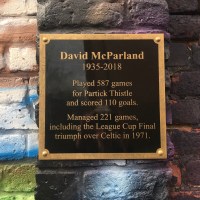 David McParland
1935-2018
Played 587 games
for Partick Thistle
and scored 110 goals.
Managed 221 games,
including the League Cup Final
triumph over Celtic in 1971.